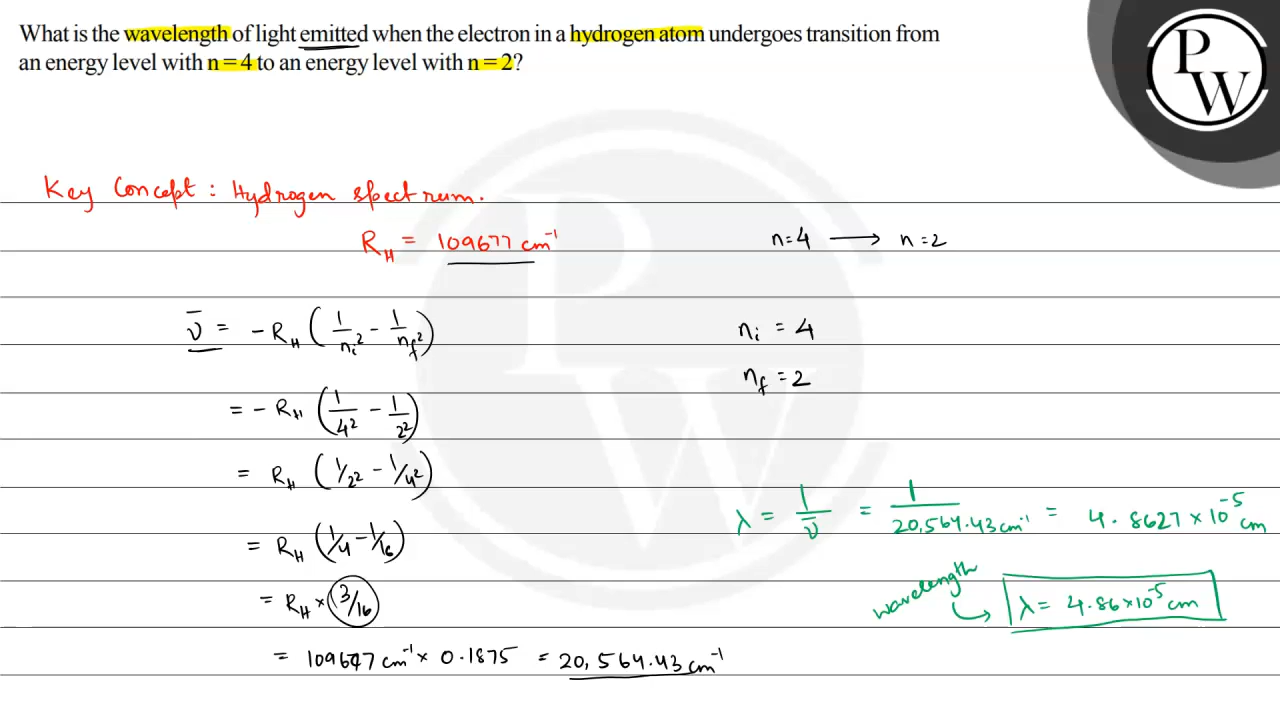 What is the wavelength of light emitted when the electron in a hydrogen atom undergoes transition from
an energy level with n = 4 to an energy level with n = 2?
PW
Key Concept : Hydrogen spectrum.
R_H = 109677 cm⁻¹
n=4 ⟶ n=2
ν̄ = -R_H (1/n_i² - 1/n_f²)
n_i = 4
n_f = 2
= - R_H (1/4² - 1/2²)
= R_H (1/2² - 1/4²)
λ = 1/ν̄ = 1/20,564.43 cm⁻¹ = 4.8627 × 10⁻⁵ cm
= R_H (1/4 - 1/16)
wavelength
= R_H × 3/16
λ = 4.86 × 10⁻⁵ cm
= 109677 cm⁻¹ × 0.1875 = 20,564.43 cm⁻¹